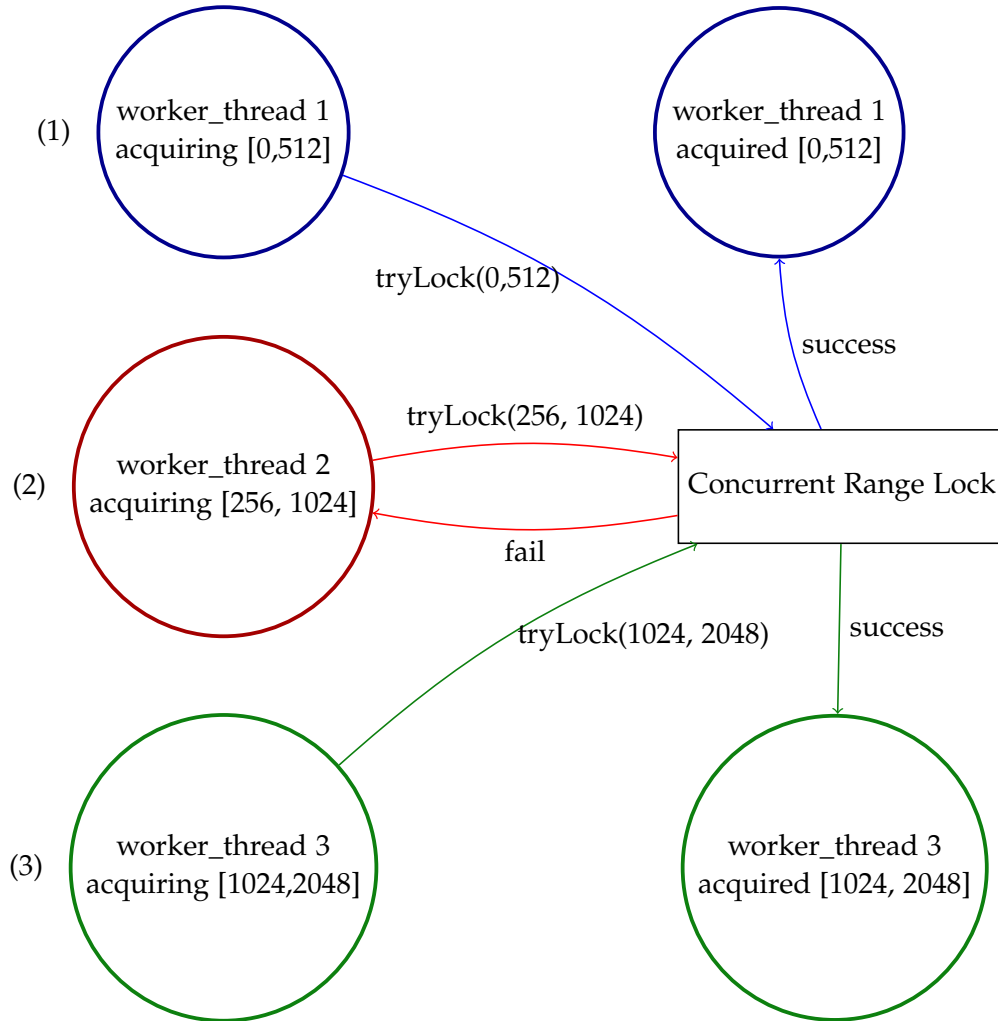 (1)
worker_thread 1
acquiring [0,512]
worker_thread 1
acquired [0,512]
tryLock(0,512)
success
(2)
worker_thread 2
acquiring [256, 1024]
tryLock(256, 1024)
fail
Concurrent Range Lock
tryLock(1024, 2048)
success
(3)
worker_thread 3
acquiring [1024,2048]
worker_thread 3
acquired [1024, 2048]